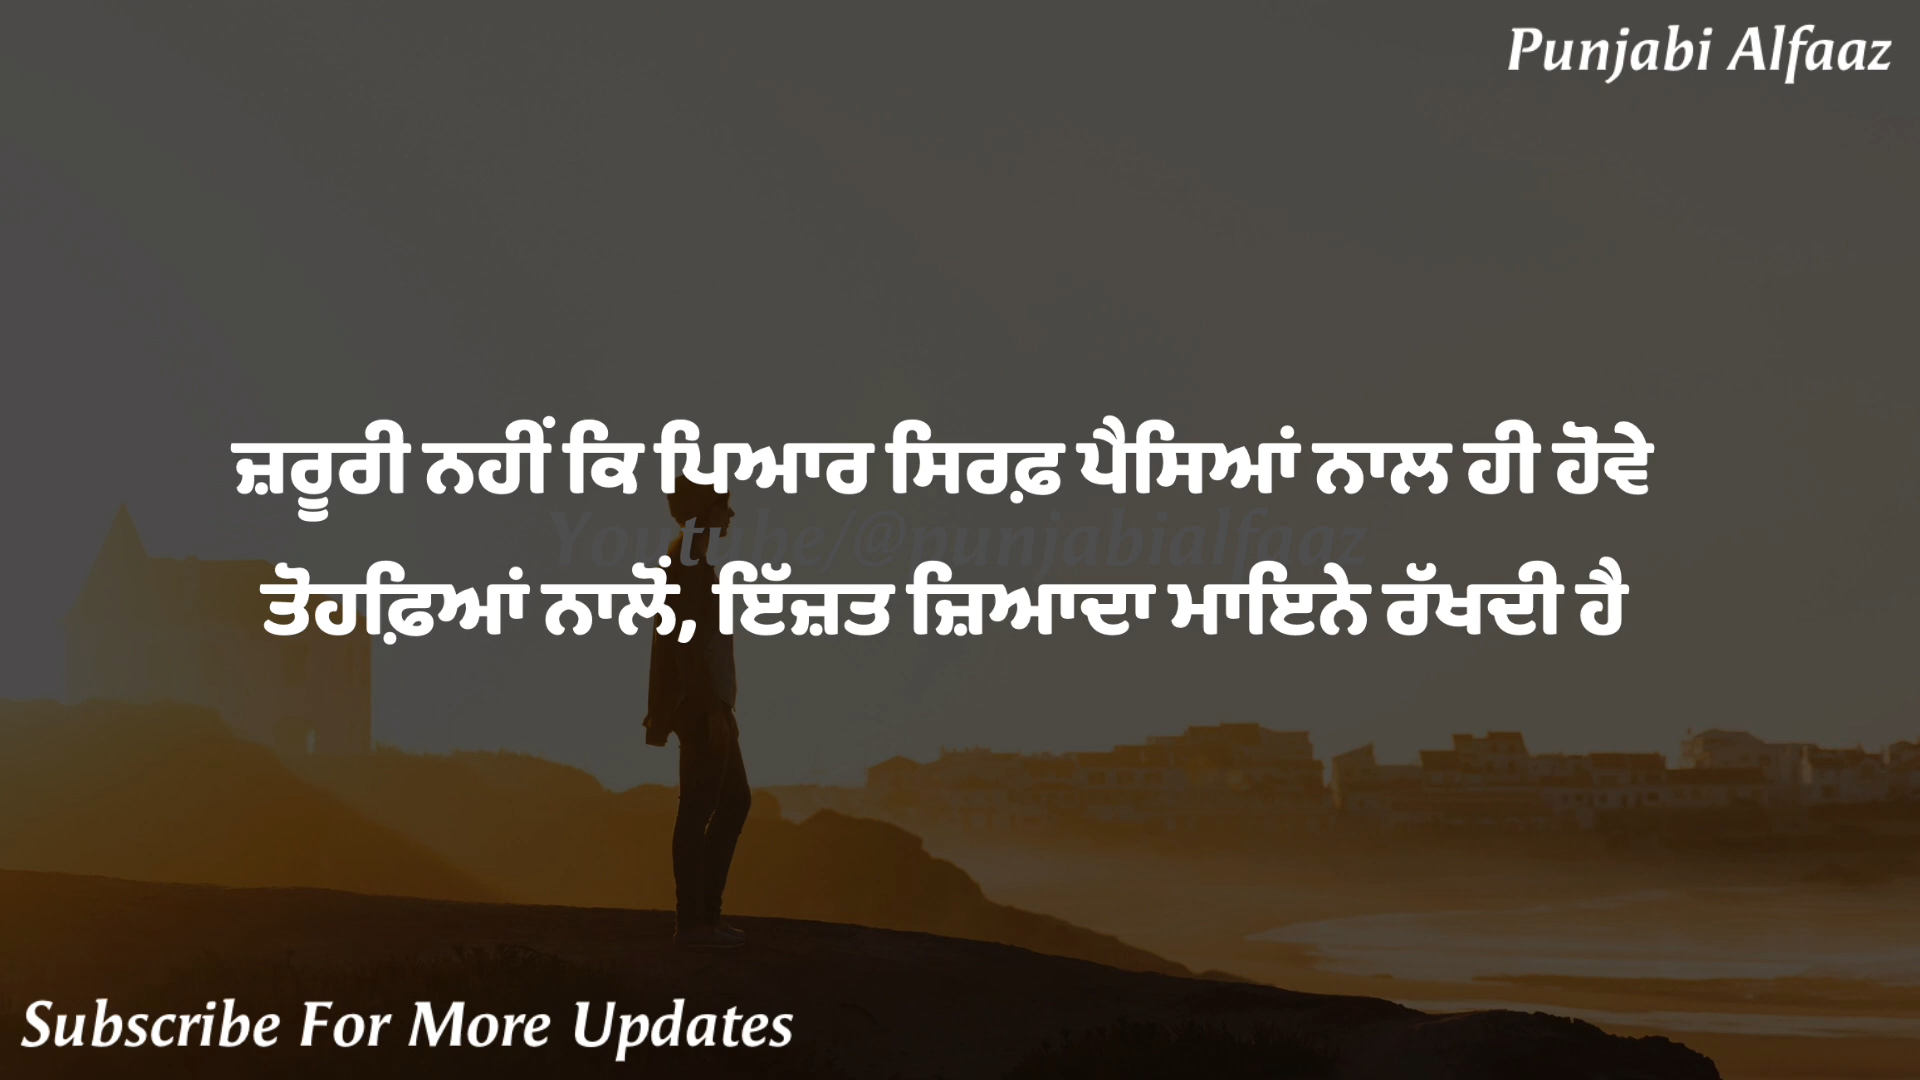 Punjabi Alfaaz
ਜ਼ਰੂਰੀ ਨਹੀਂ ਕਿ ਪਿਆਰ ਸਿਰਫ਼ ਪੈਸਿਆਂ ਨਾਲ ਹੀ ਹੋਵੇ
Youtube/@punjabialfaaz
ਤੋਹਫ਼ਿਆਂ ਨਾਲੋਂ, ਇੱਜ਼ਤ ਜ਼ਿਆਦਾ ਮਾਇਨੇ ਰੱਖਦੀ ਹੈ
Subscribe For More Updates